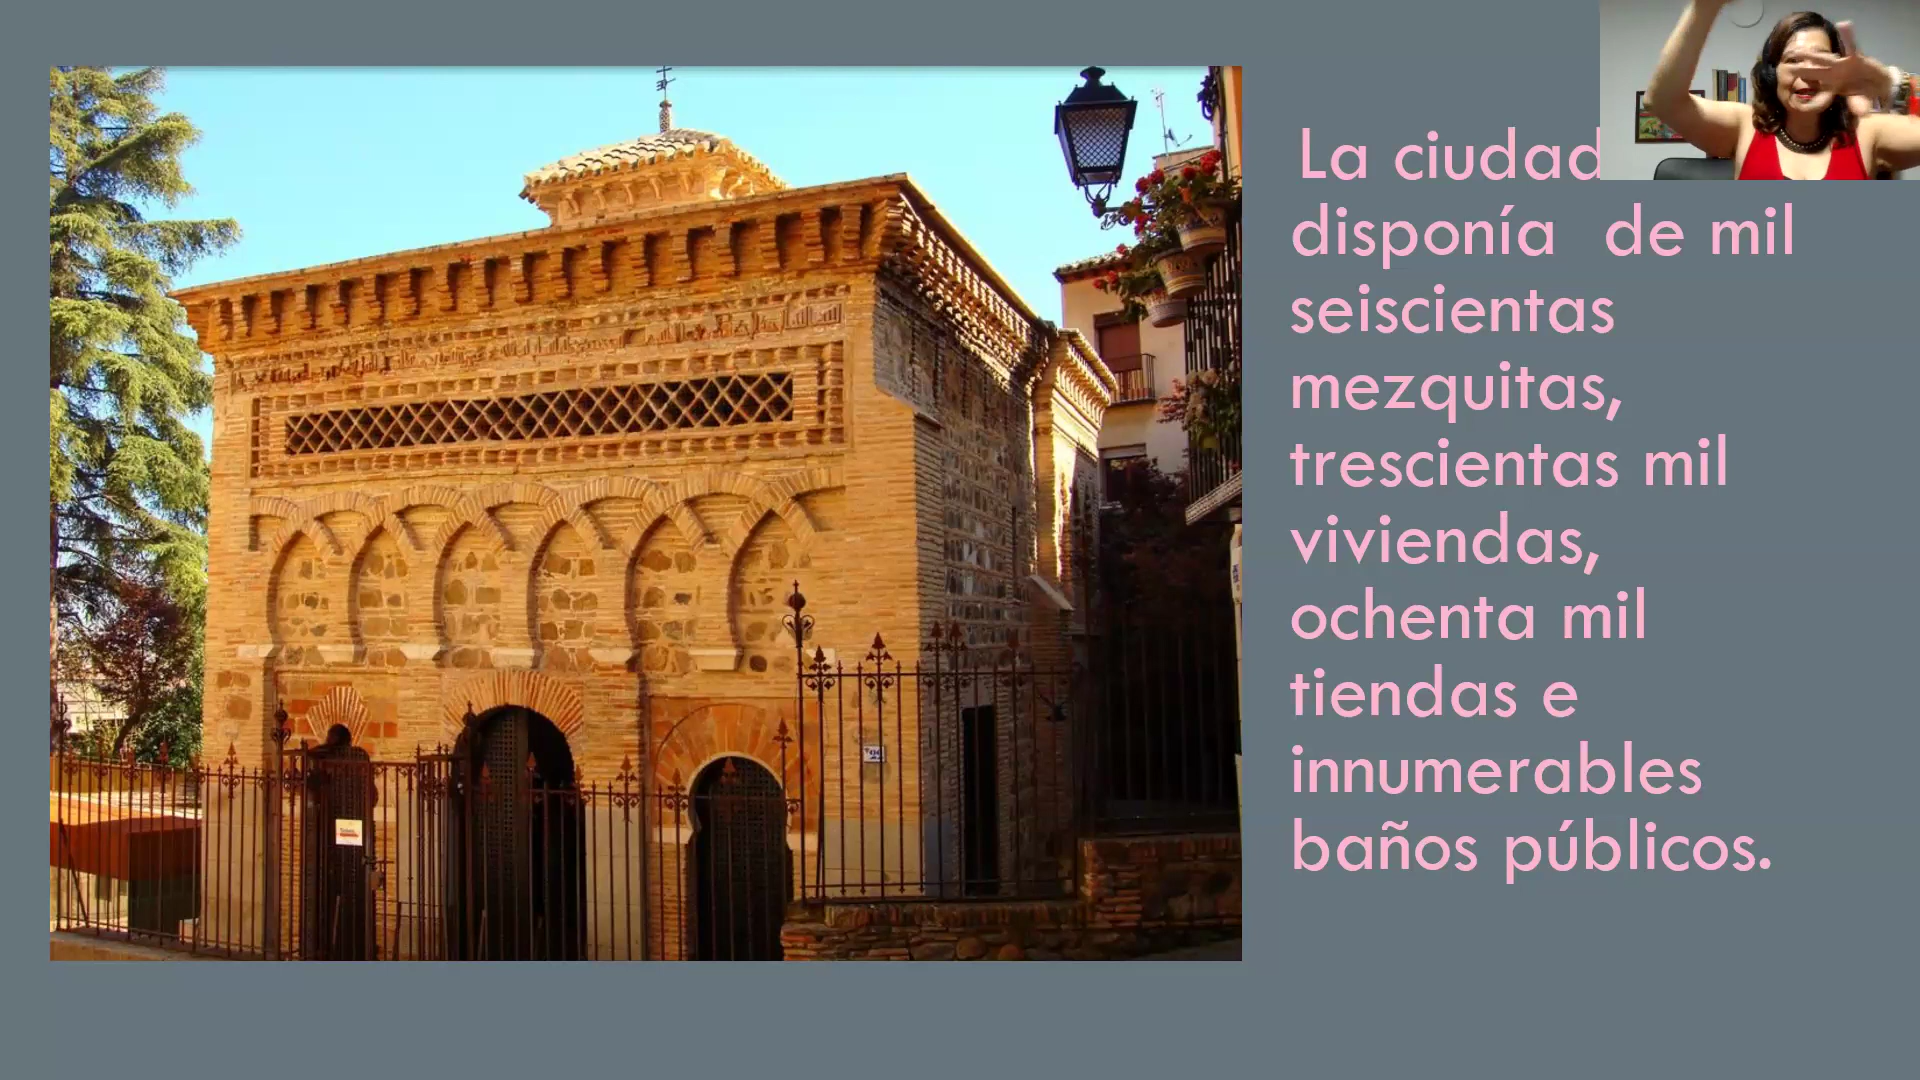 La ciudad
disponía de mil
seiscientas
mezquitas,
trescientas mil
viviendas,
ochenta mil
tiendas e
innumerables
baños públicos.